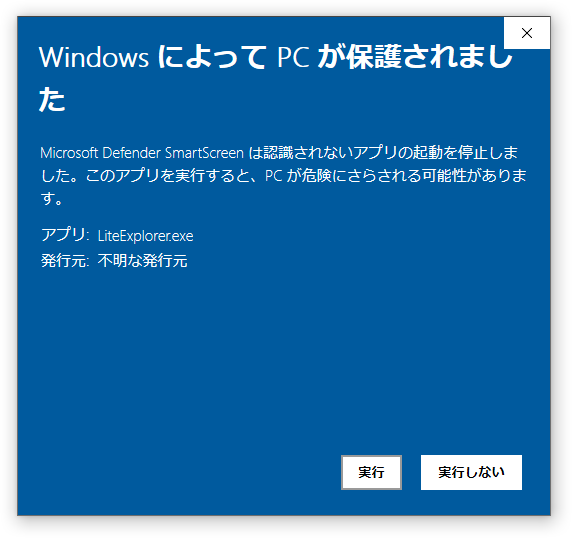 Windows によって PC が保護されまし
た
Microsoft Defender SmartScreen は認識されないアプリの起動を停止しま
した。このアプリを実行すると、PC が危険にさらされる可能性がありま
す。
アプリ: LiteExplorer.exe
発行元: 不明な発行元
実行 実行しない